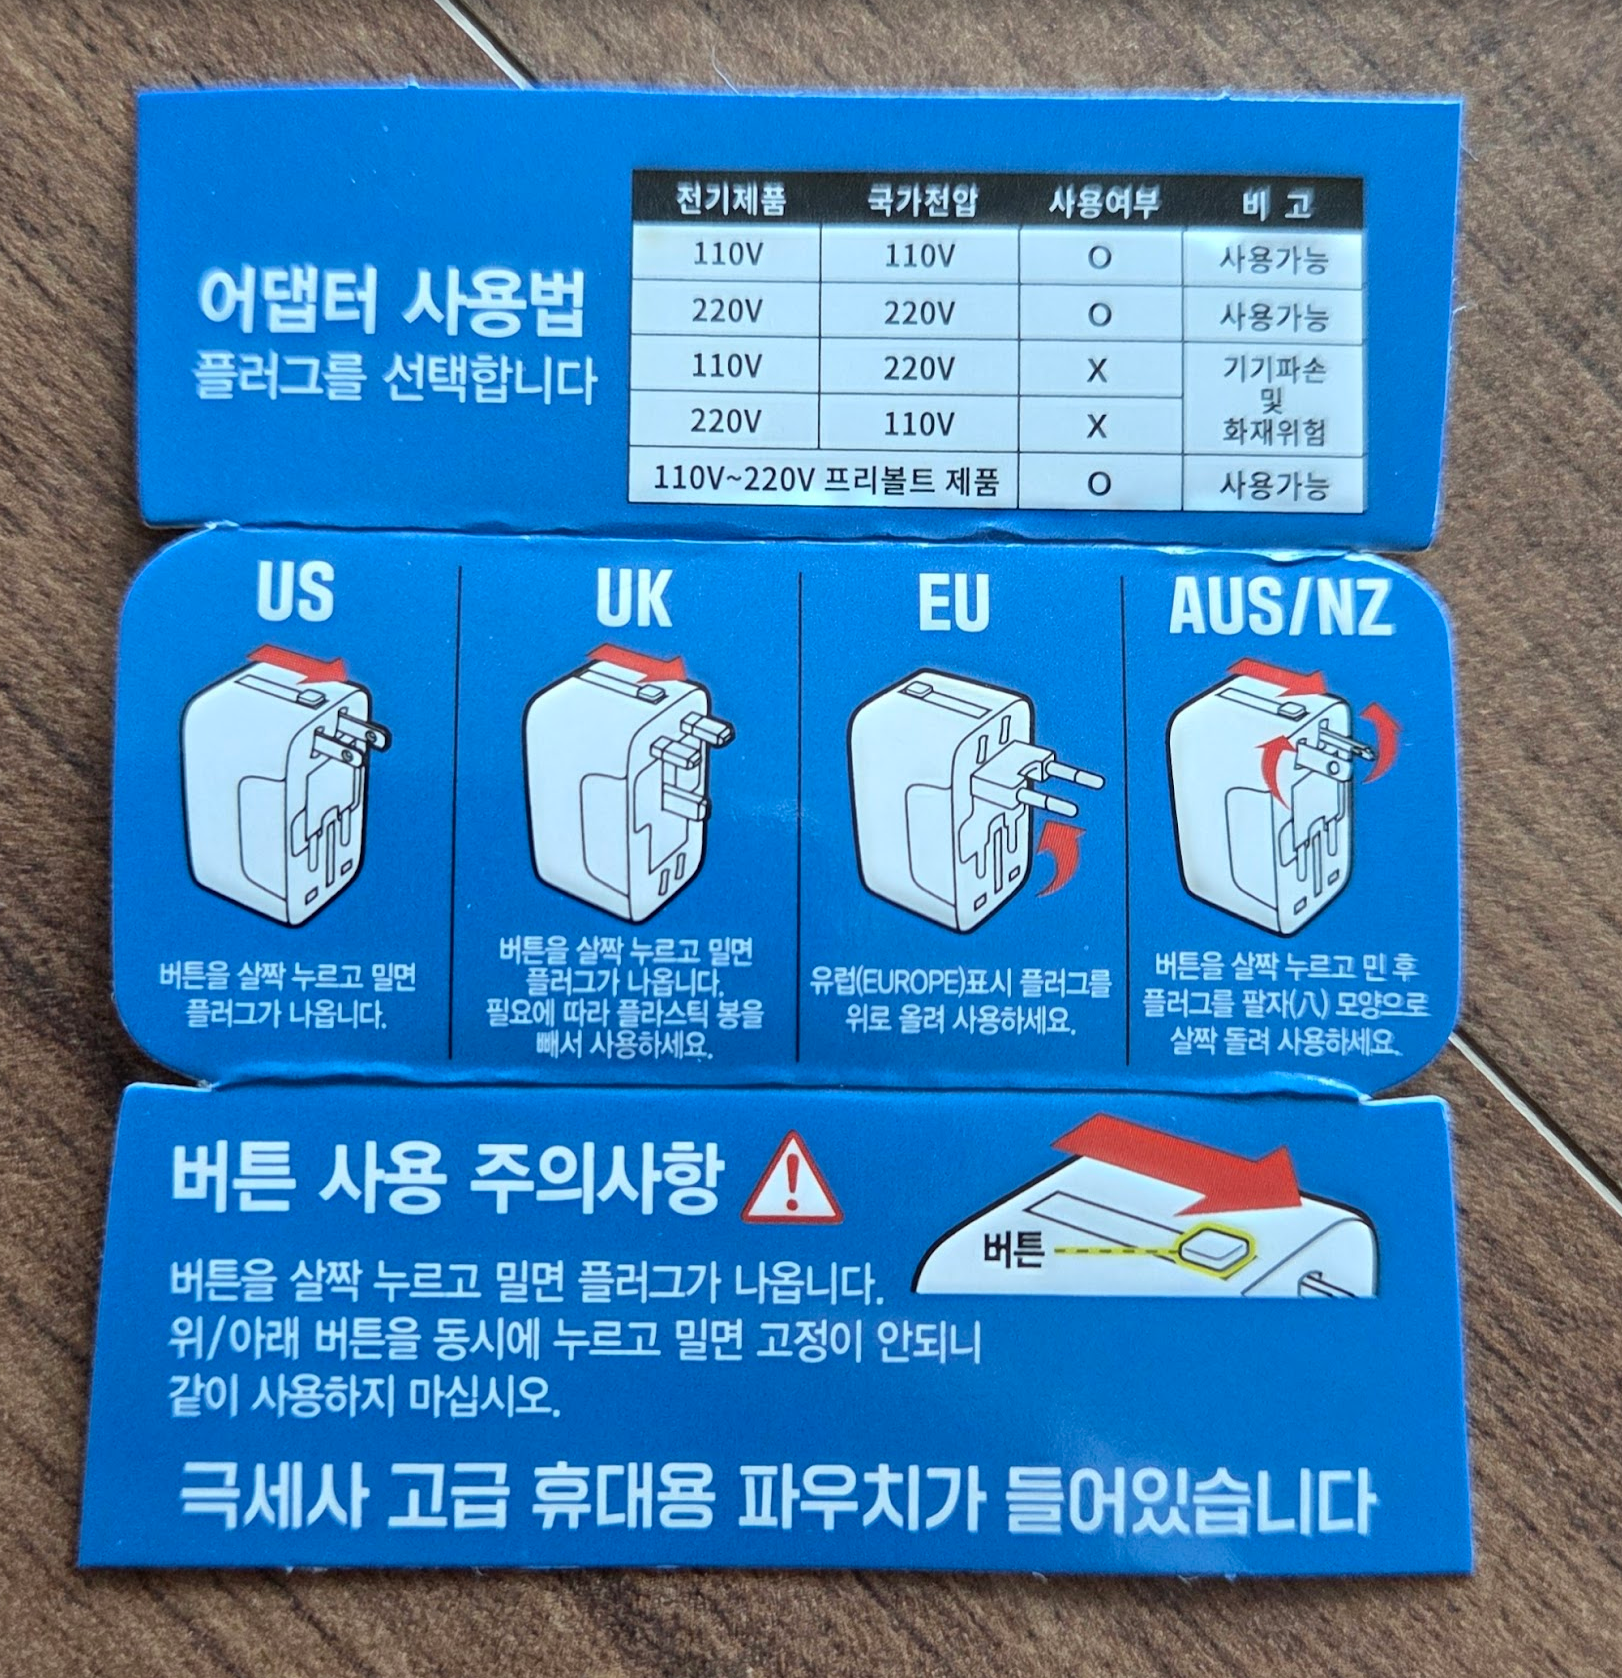 어댑터 사용법
플러그를 선택합니다
전기제품 국가전압 사용여부 비 고
110V 110V O 사용가능
220V 220V O 사용가능
110V 220V X 기기파손
및
220V 110V X 화재위험
110V~220V 프리볼트 제품 O 사용가능
US
버튼을 살짝 누르고 밀면
플러그가 나옵니다.
UK
버튼을 살짝 누르고 밀면
플러그가 나옵니다.
필요에 따라 플라스틱 봉을
빼서 사용하세요.
EU
유럽(EUROPE)표시 플러그를
위로 올려 사용하세요.
AUS/NZ
버튼을 살짝 누르고 민 후
플러그를 팔자(八) 모양으로
살짝 돌려 사용하세요.
버튼 사용 주의사항
버튼
버튼을 살짝 누르고 밀면 플러그가 나옵니다.
위/아래 버튼을 동시에 누르고 밀면 고정이 안되니
같이 사용하지 마십시오.
극세사 고급 휴대용 파우치가 들어있습니다